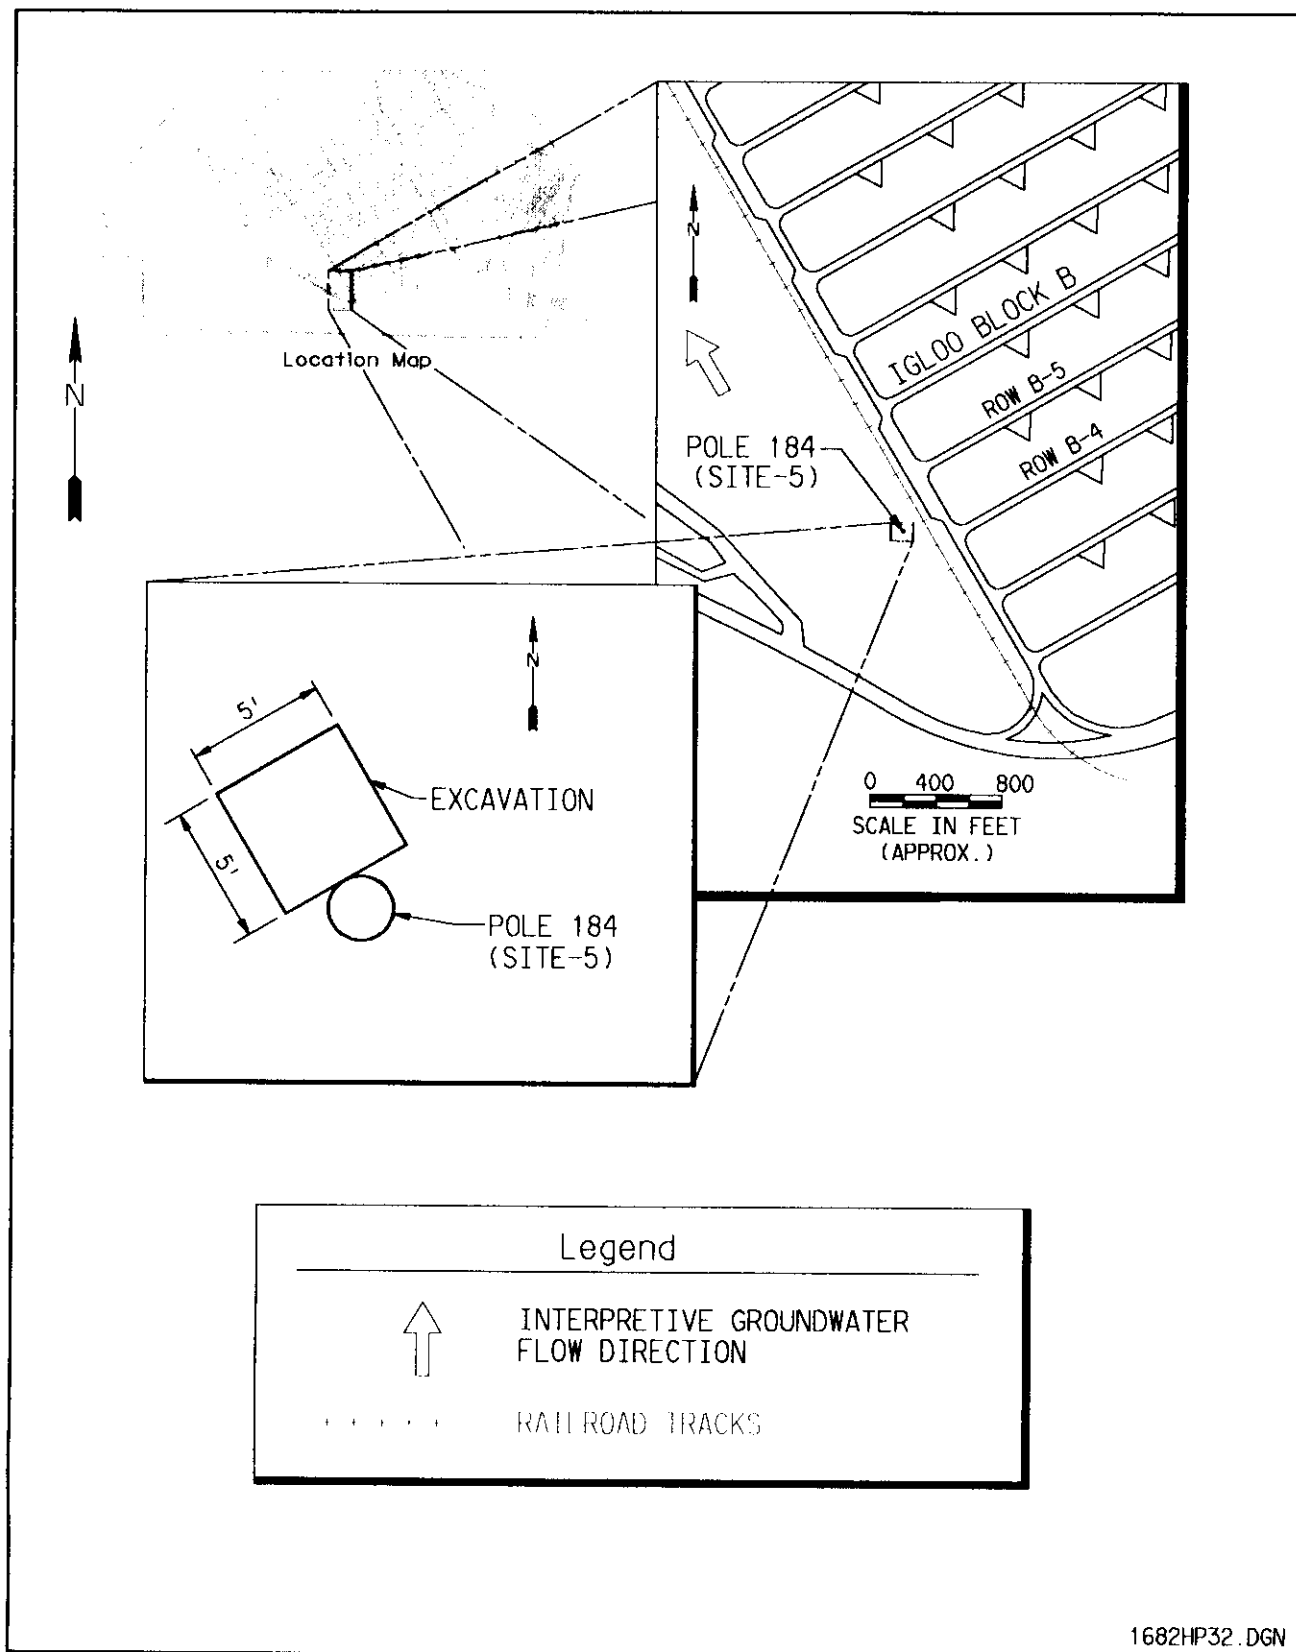 N
Location Map
N
IGLOO BLOCK B
ROW B-5
ROW B-4
POLE 184
(SITE-5)
0 400 800
SCALE IN FEET
(APPROX.)
N
5'
5'
EXCAVATION
POLE 184
(SITE-5)
Legend
INTERPRETIVE GROUNDWATER
FLOW DIRECTION
RAILROAD TRACKS
1682HP32.DGN